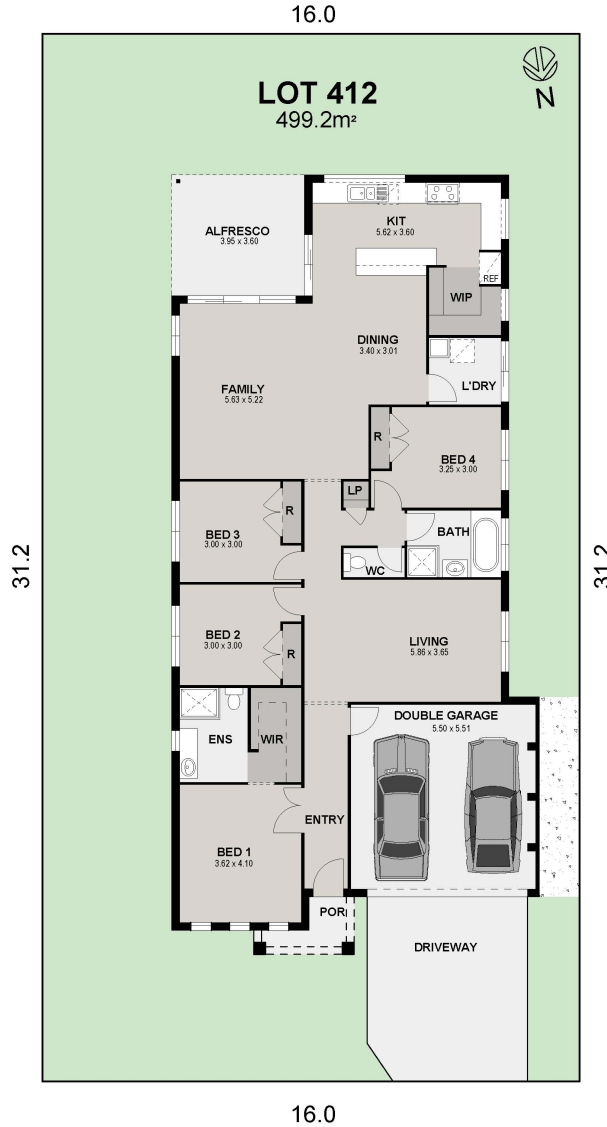 16.0
N
LOT 412
499.2m²
KIT
5.62 x 3.60
ALFRESCO
3.95 x 3.60
REF
WIP
DINING
3.40 x 3.01
L'DRY
FAMILY
5.63 x 5.22
R
BED 4
3.25 x 3.00
LP
R
BED 3
3.00 x 3.00
BATH
WC
31.2
31.2
BED 2
3.00 x 3.00
R
LIVING
5.86 x 3.65
DOUBLE GARAGE
5.50 x 5.51
ENS
WIR
ENTRY
BED 1
3.62 x 4.10
POR
DRIVEWAY
16.0